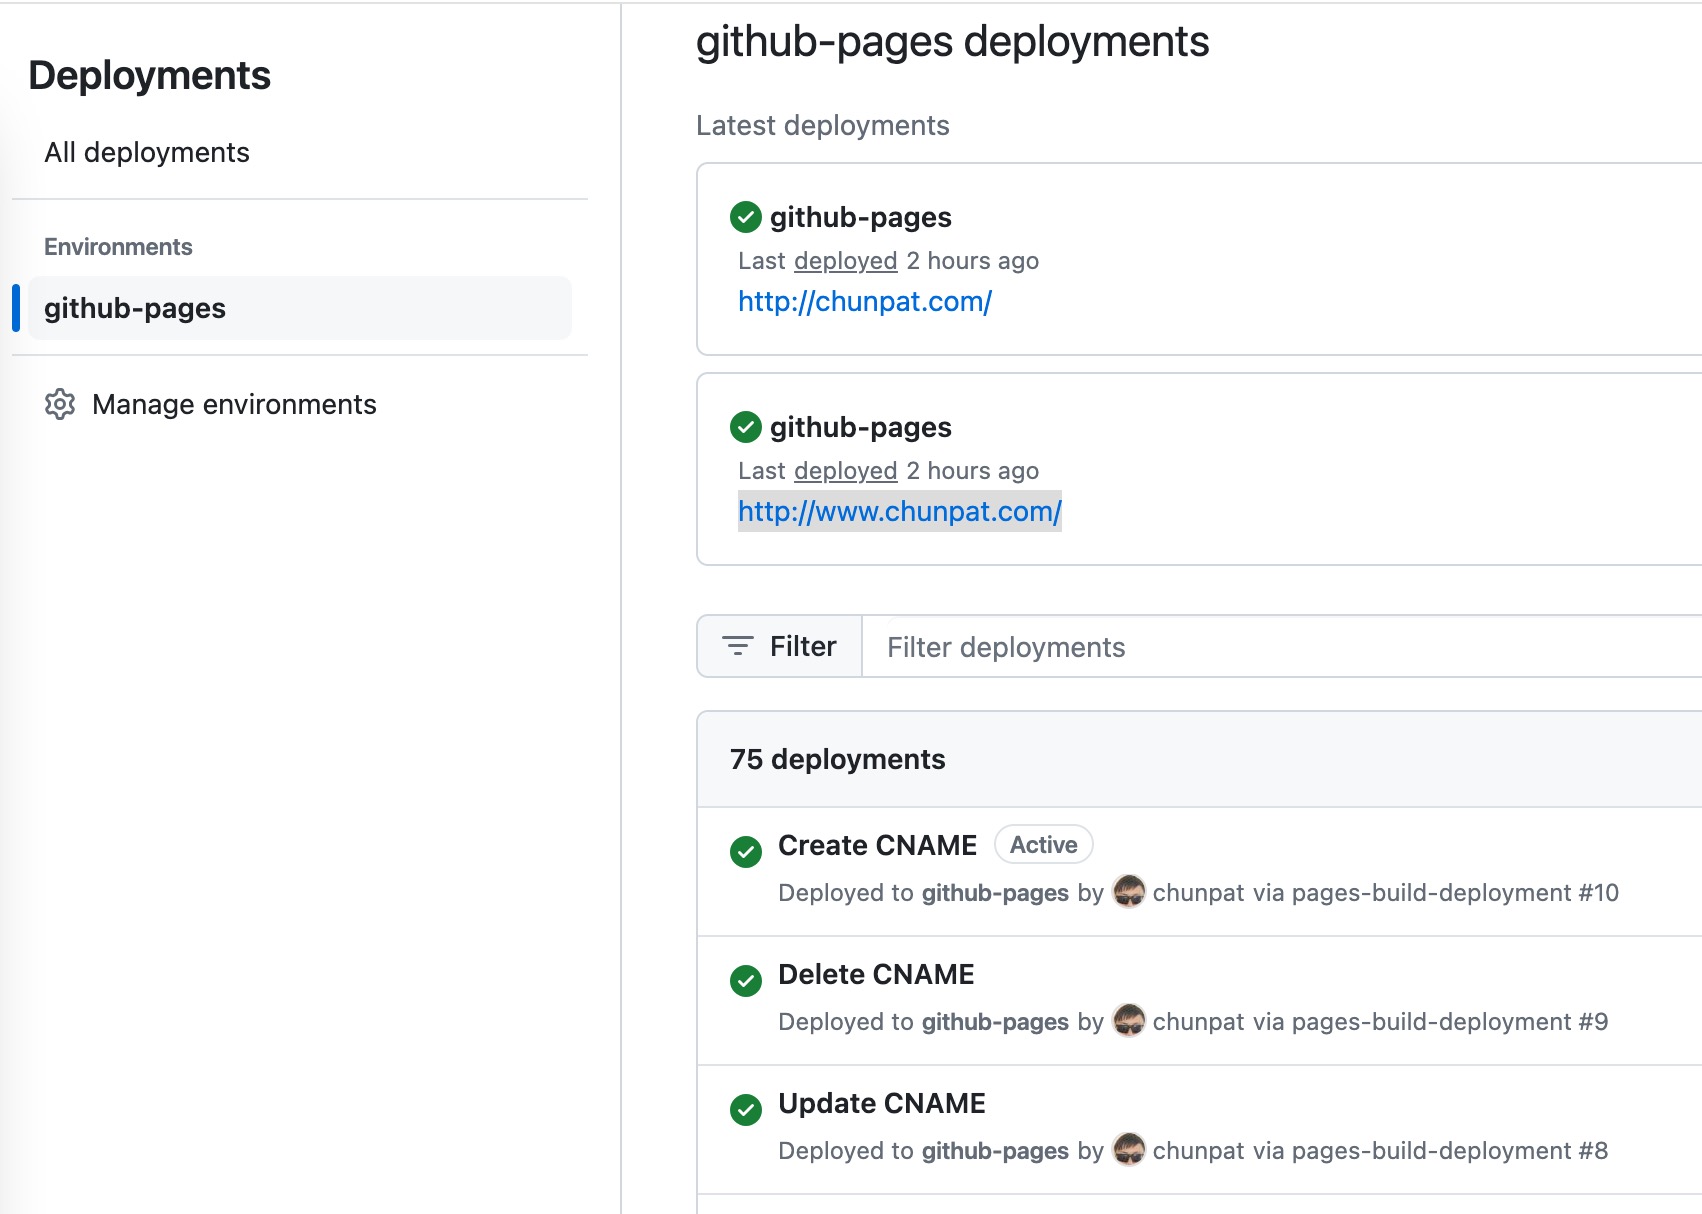 Deployments
All deployments
Environments
github-pages
Manage environments
github-pages deployments
Latest deployments
github-pages
Last deployed 2 hours ago
http://chunpat.com/
github-pages
Last deployed 2 hours ago
http://www.chunpat.com/
Filter
Filter deployments
75 deployments
Create CNAME Active
Deployed to github-pages by chunpat via pages-build-deployment #10
Delete CNAME
Deployed to github-pages by chunpat via pages-build-deployment #9
Update CNAME
Deployed to github-pages by chunpat via pages-build-deployment #8